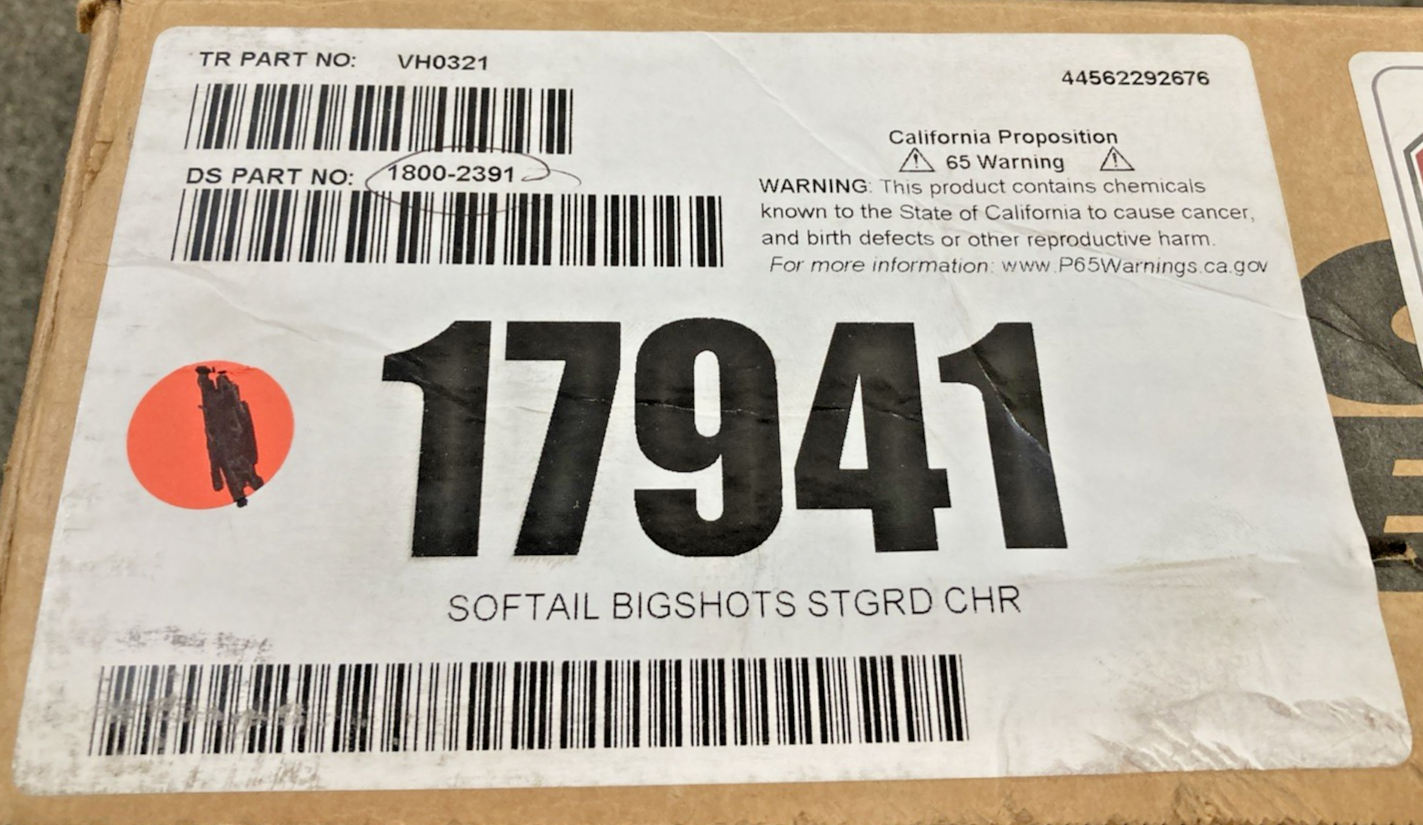 TR PART NO: VH0321
44562292676
DS PART NO: 1800-2391
California Proposition
65 Warning
WARNING: This product contains chemicals
known to the State of California to cause cancer,
and birth defects or other reproductive harm.
For more information: www.P65Warnings.ca.gov
17941
SOFTAIL BIGSHOTS STGRD CHR